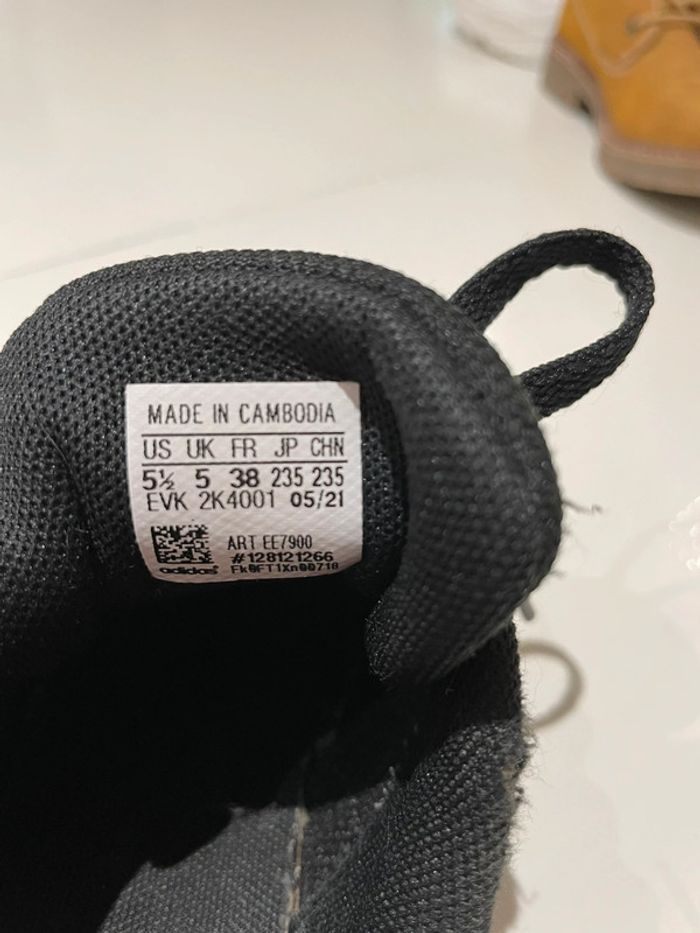 MADE IN CAMBODIA
US UK FR JP CHN
5½ 5 38 235 235
EVK 2K4001 05/21
ART EE7900
#128121266
adidas